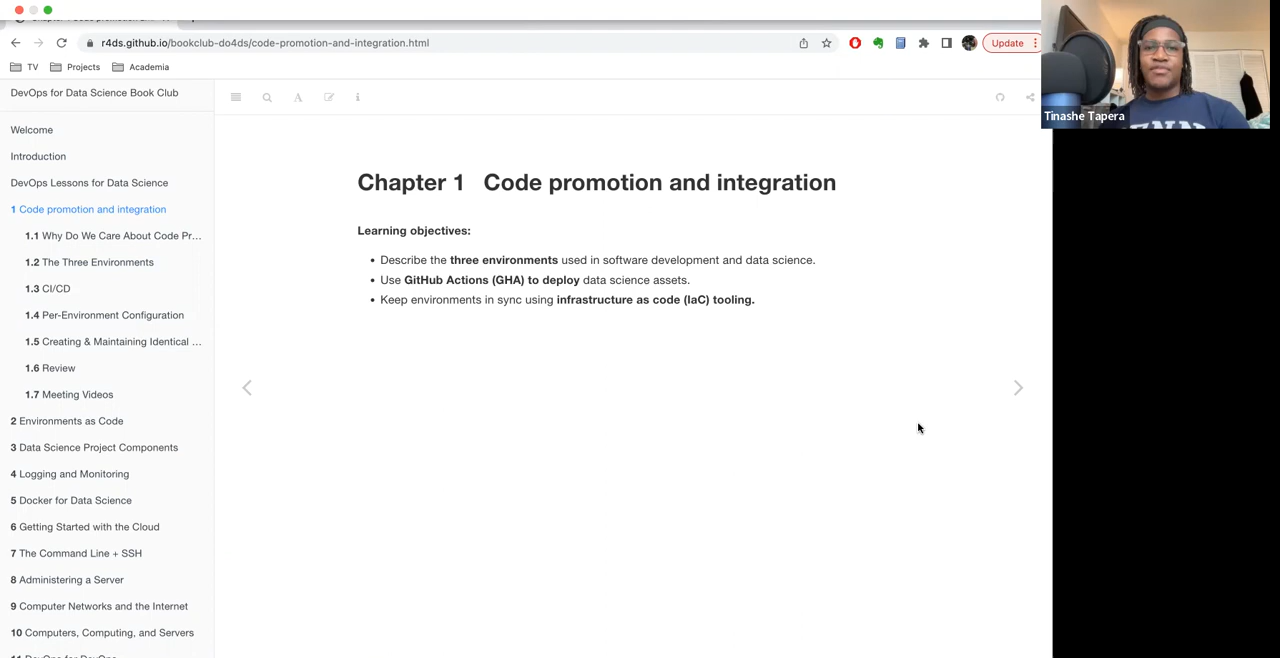 r4ds.github.io/bookclub-do4ds/code-promotion-and-integration.html
Update
TV
Projects
Academia
DevOps for Data Science Book Club
Welcome
Introduction
DevOps Lessons for Data Science
1 Code promotion and integration
1.1 Why Do We Care About Code Pr...
1.2 The Three Environments
1.3 CI/CD
1.4 Per-Environment Configuration
1.5 Creating & Maintaining Identical ...
1.6 Review
1.7 Meeting Videos
2 Environments as Code
3 Data Science Project Components
4 Logging and Monitoring
5 Docker for Data Science
6 Getting Started with the Cloud
7 The Command Line + SSH
8 Administering a Server
9 Computer Networks and the Internet
10 Computers, Computing, and Servers
Chapter 1 Code promotion and integration
Learning objectives:
• Describe the three environments used in software development and data science.
• Use GitHub Actions (GHA) to deploy data science assets.
• Keep environments in sync using infrastructure as code (IaC) tooling.
Tinashe Tapera